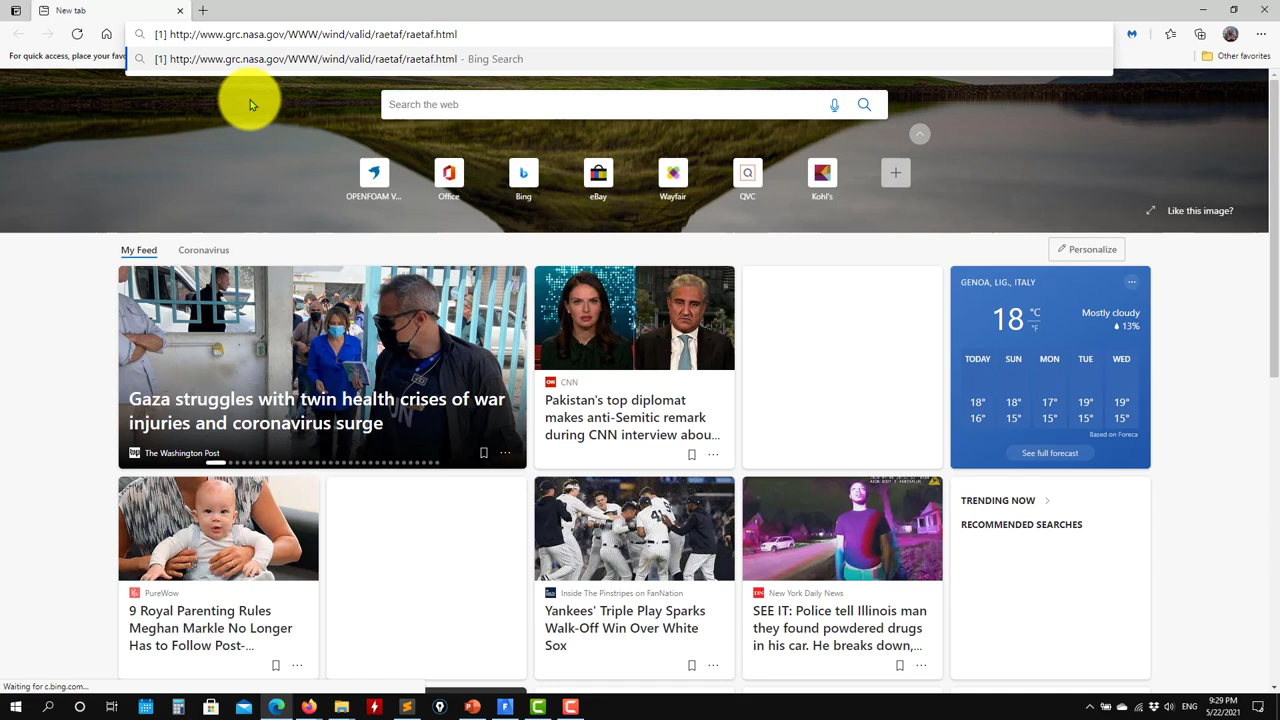 New tab
[1] http://www.grc.nasa.gov/WWW/wind/valid/raetaf/raetaf.html
For quick access, place your favo
[1] http://www.grc.nasa.gov/WWW/wind/valid/raetaf/raetaf.html - Bing Search
Other favorites
Search the web
OPENFOAM V...
Office
Bing
eBay
Wayfair
QVC
Kohl's
Like this image?
My Feed
Coronavirus
Personalize
Gaza struggles with twin health crises of war
injuries and coronavirus surge
The Washington Post
CNN
Pakistan's top diplomat
makes anti-Semitic remark
during CNN interview abou...
GENOA, LIG., ITALY
18 °C
°F
Mostly cloudy
13%
TODAY SUN MON TUE WED
18° 18° 17° 19° 19°
16° 15° 15° 15° 15°
Based on Foreca
See full forecast
PureWow
9 Royal Parenting Rules
Meghan Markle No Longer
Has to Follow Post-...
Inside The Pinstripes on FanNation
Yankees' Triple Play Sparks
Walk-Off Win Over White
Sox
New York Daily News
SEE IT: Police tell Illinois man
they found powdered drugs
in his car. He breaks down,...
TRENDING NOW
RECOMMENDED SEARCHES
Waiting for c.bing.com...
ENG
9:29 PM
5/22/2021